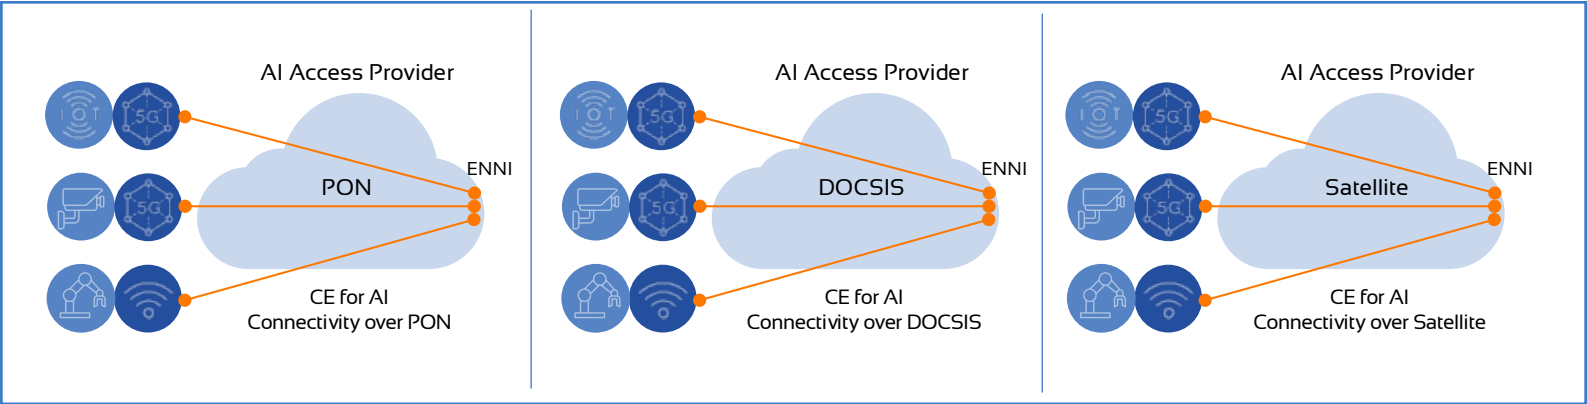 AI Access Provider
IOT
5G
ENNI
PON
5G
CE for AI
Connectivity over PON
AI Access Provider
IOT
5G
ENNI
DOCSIS
5G
CE for AI
Connectivity over DOCSIS
AI Access Provider
IOT
5G
ENNI
Satellite
5G
CE for AI
Connectivity over Satellite